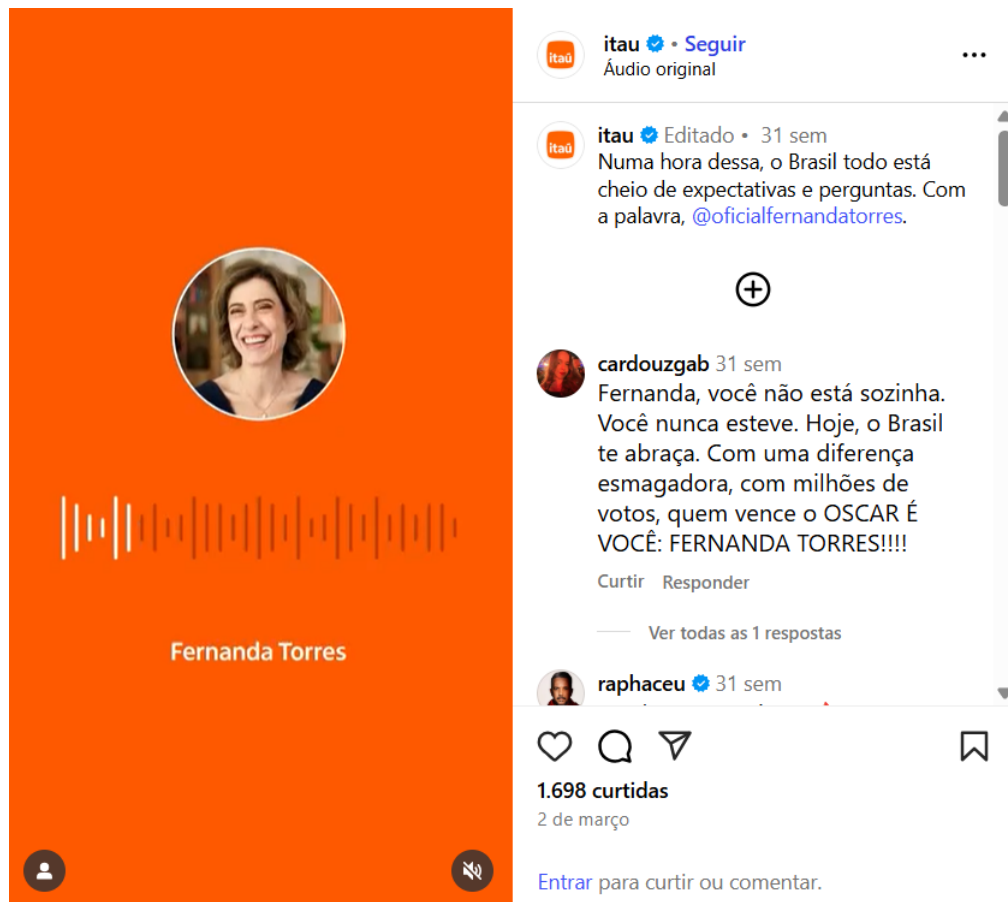 Fernanda Torres
itaú
itau • Seguir
Áudio original
itaú
itau Editado • 31 sem
Numa hora dessa, o Brasil todo está
cheio de expectativas e perguntas. Com
a palavra, @oficialfernandatorres.
cardouzgab 31 sem
Fernanda, você não está sozinha.
Você nunca esteve. Hoje, o Brasil
te abraça. Com uma diferença
esmagadora, com milhões de
votos, quem vence o OSCAR É
VOCÊ: FERNANDA TORRES!!!!
Curtir Responder
Ver todas as 1 respostas
raphaceu 31 sem
1.698 curtidas
2 de março
Entrar para curtir ou comentar.